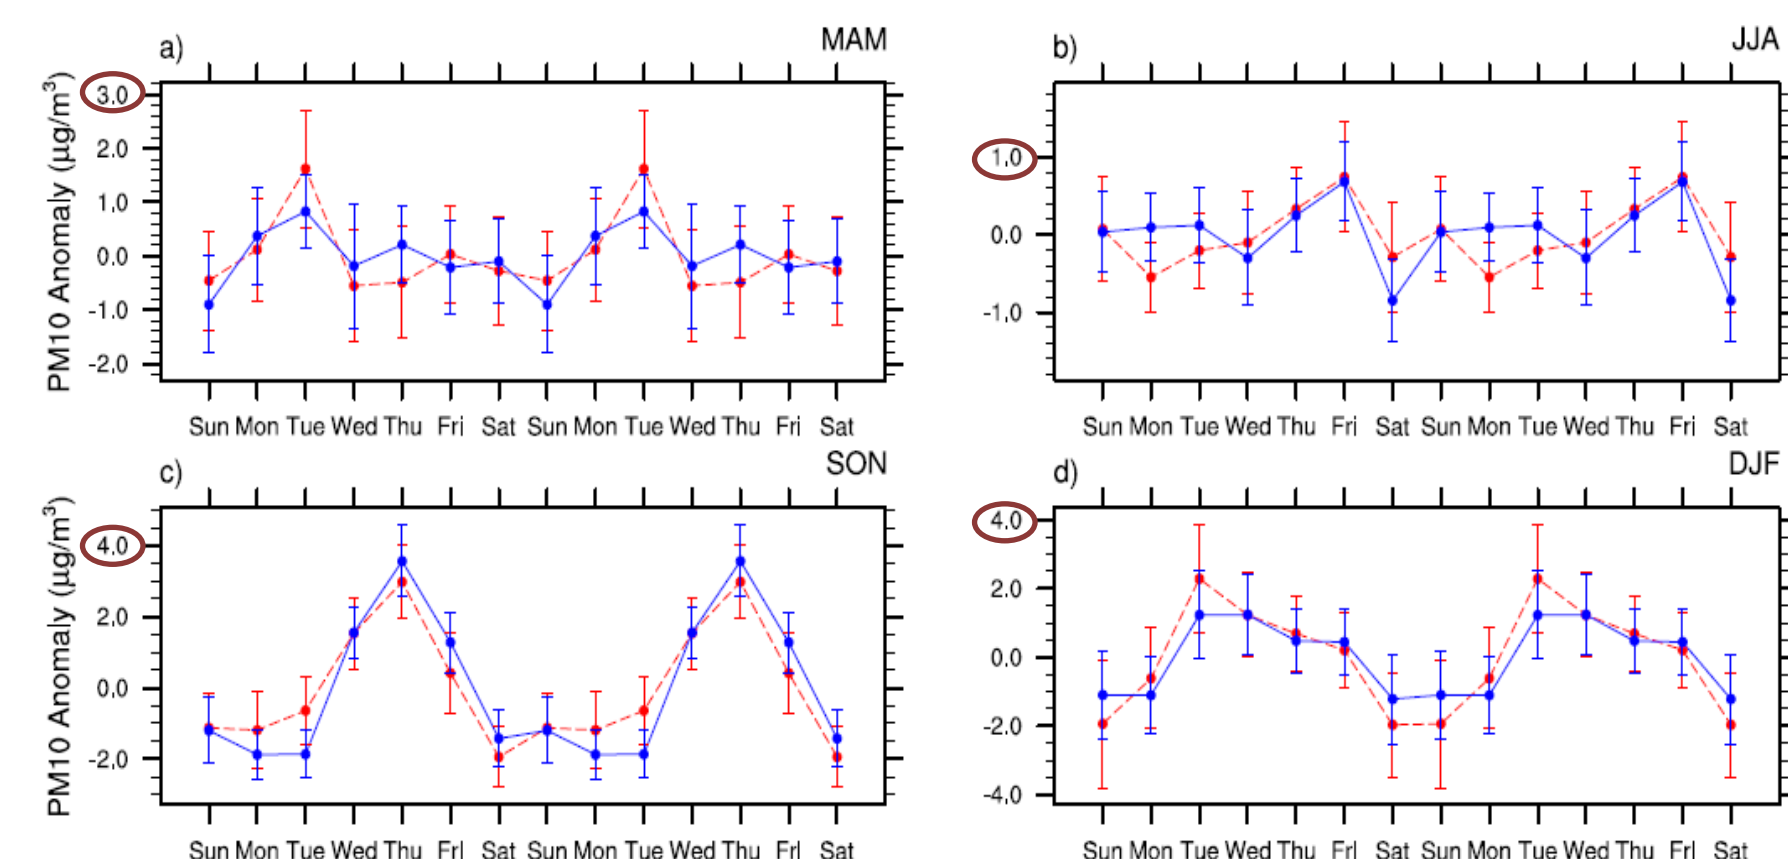 a) MAM
PM10 Anomaly (µg/m³)
3.0
2.0
1.0
0.0
-1.0
-2.0
Sun Mon Tue Wed Thu Fri Sat Sun Mon Tue Wed Thu Fri Sat
b) JJA
1.0
0.0
-1.0
Sun Mon Tue Wed Thu Fri Sat Sun Mon Tue Wed Thu Fri Sat
c) SON
PM10 Anomaly (µg/m³)
4.0
2.0
0.0
-2.0
Sun Mon Tue Wed Thu Fri Sat Sun Mon Tue Wed Thu Fri Sat
d) DJF
4.0
2.0
0.0
-2.0
-4.0
Sun Mon Tue Wed Thu Fri Sat Sun Mon Tue Wed Thu Fri Sat